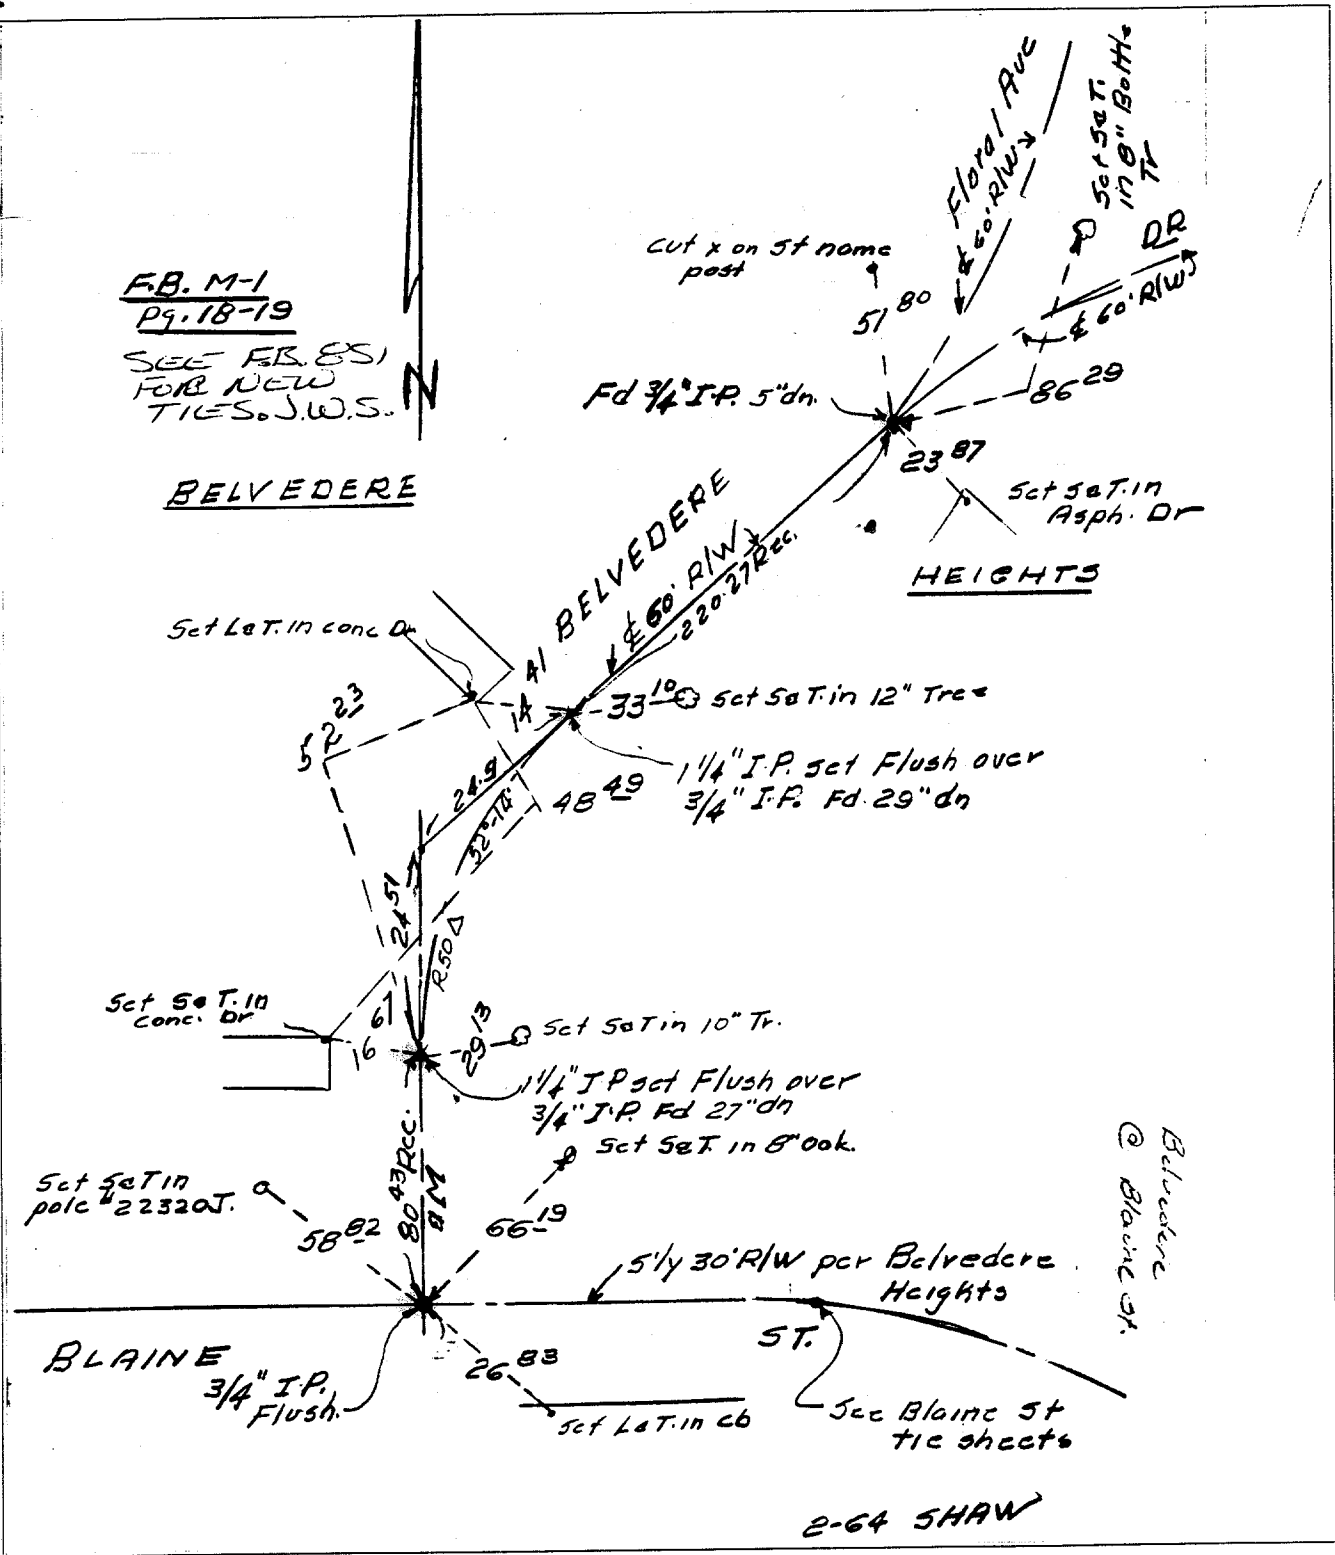 Floral Ave
₵ 60' R/W
Set S&T.
in 8" Bottle
Tr
DR
₵ 60' R/W
Cut x on St name
post
51 80
F.B. M-1
Pg. 18-19
SEE F.B. 851
FOR NEW
TIES. J.W.S.
N
Fd 3/4" I.P. 5" dn.
86 29
23 87
Set S&T. in
Asph. Dr
BELVEDERE
HEIGHTS
BELVEDERE
₵ 60' R/W
220.27 Rec.
Set L&T. in conc Dr
14 41
33 10
Set S&T. in 12" Tree
52 23
1 1/4" I.P. set Flush over
3/4" I.P. Fd. 29" dn
24.9
48 49
52°-14'
24 51
R50 Δ
Set S&T. in
conc. Dr
16 67
29 13
Set S&T in 10" Tr.
1 1/4" I.P set Flush over
3/4" I.P. Fd 27" dn
Set S&T. in 8" Oak.
Set S&T in
pole #22320J.
58 82
80 43 Rec.
66 19
Belvedere
@ Blaine St.
S'ly 30' R/W per Belvedere
Heights
BLAINE
ST.
3/4" I.P.
Flush.
26 83
Set L&T. in cb
See Blaine St
tie sheets
2-64 SHAW